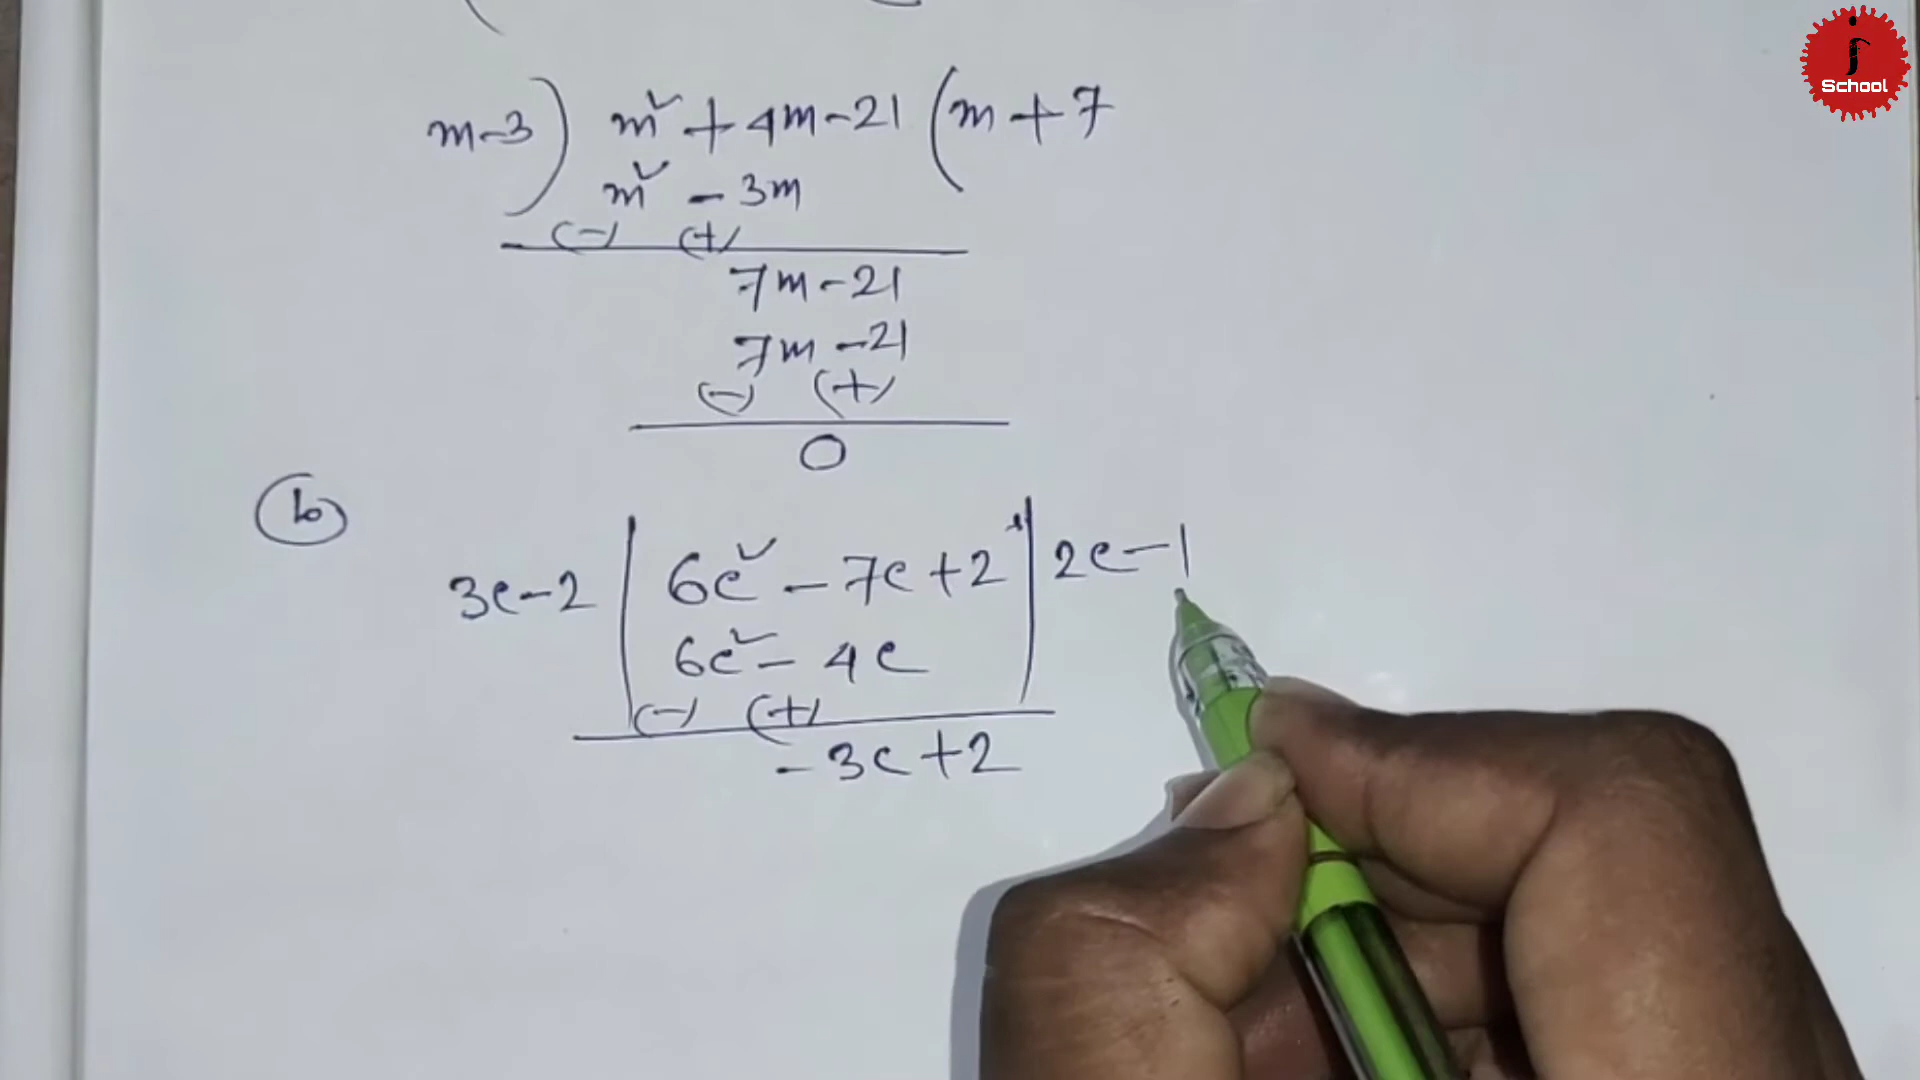 j
School
m-3) m² + 4m - 21 (m + 7
m² - 3m
(-) (+)
7m - 21
7m - 21
(-) (+)
0
(b)
3c-2 | 6c² - 7c + 2 | 2c - 1
6c² - 4c
(-) (+)
- 3c + 2